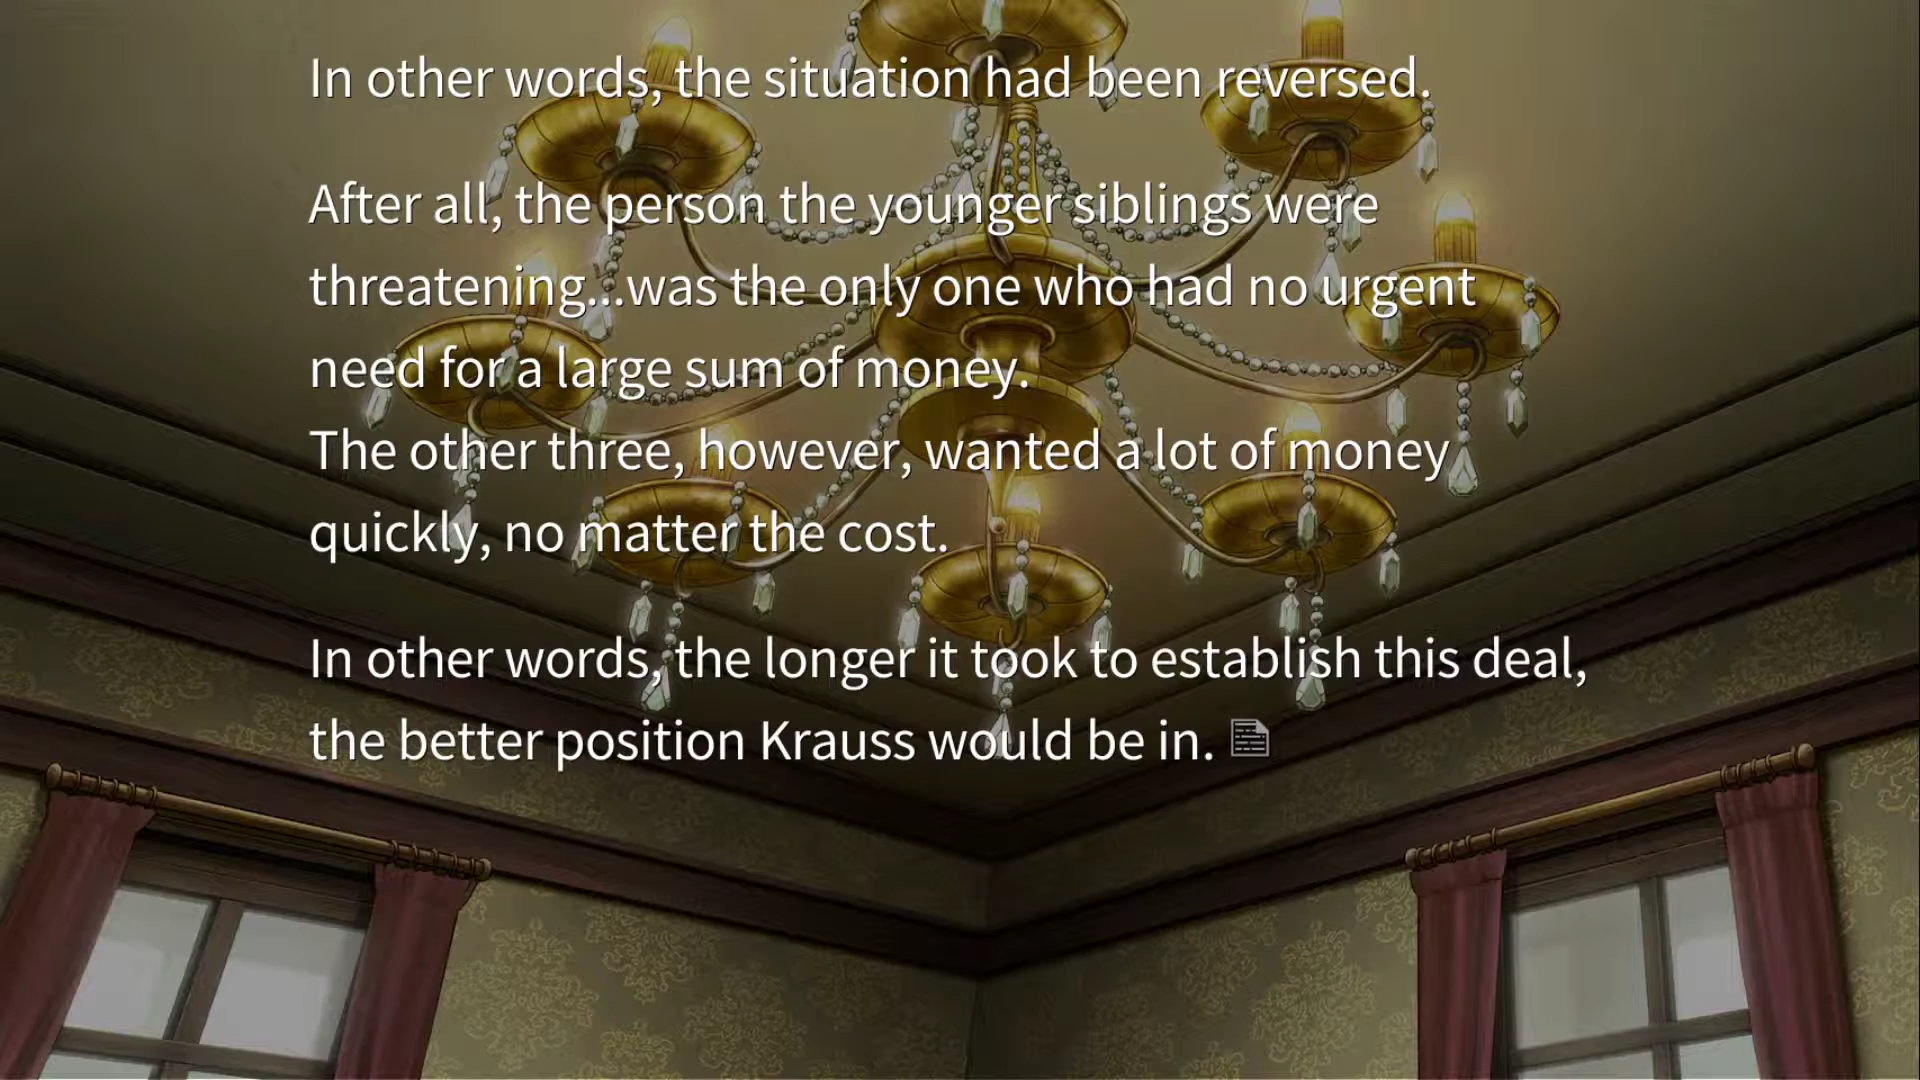 In other words, the situation had been reversed.
After all, the person the younger siblings were
threatening...was the only one who had no urgent
need for a large sum of money.
The other three, however, wanted a lot of money
quickly, no matter the cost.
In other words, the longer it took to establish this deal,
the better position Krauss would be in.